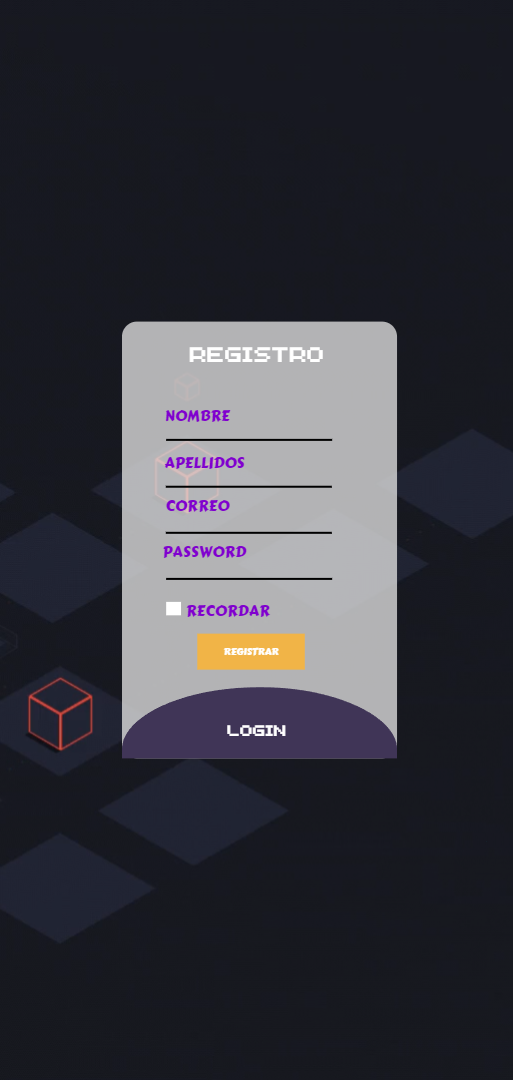 REGISTRO
NOMBRE
APELLIDOS
CORREO
PASSWORD
RECORDAR
REGISTRAR
LOGIN